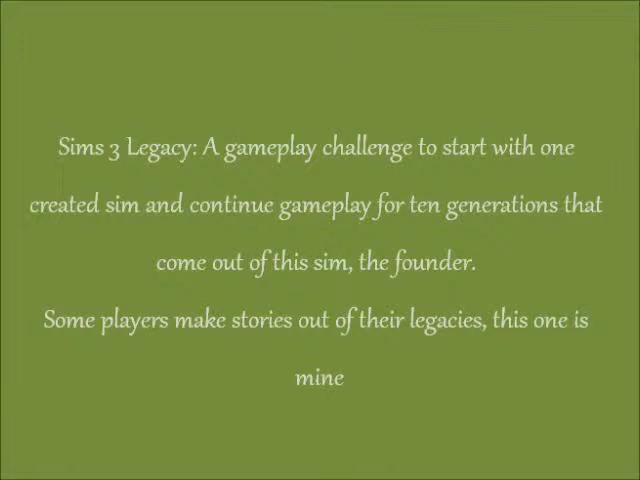 Sims 3 Legacy: A gameplay challenge to start with one
created sim and continue gameplay for ten generations that
come out of this sim, the founder.
Some players make stories out of their legacies, this one is
mine